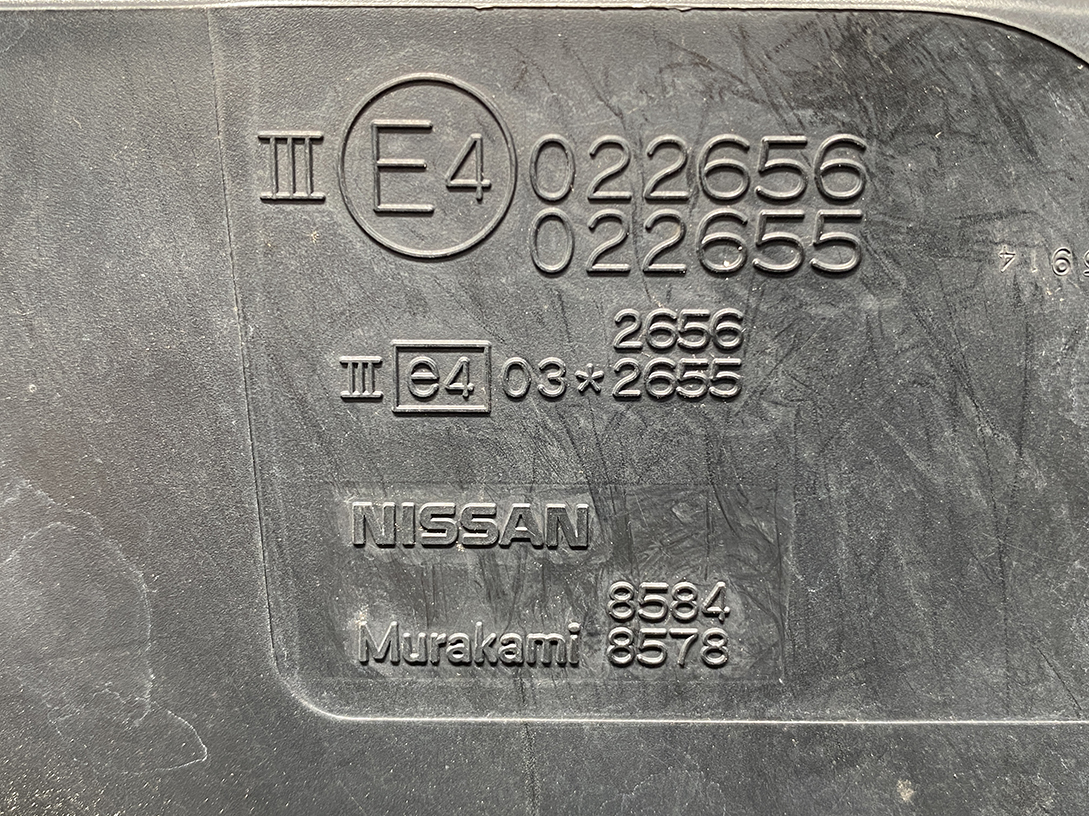 III E4 022656
022655
2656
III e4 03*2655
NISSAN
8584
Murakami 8578